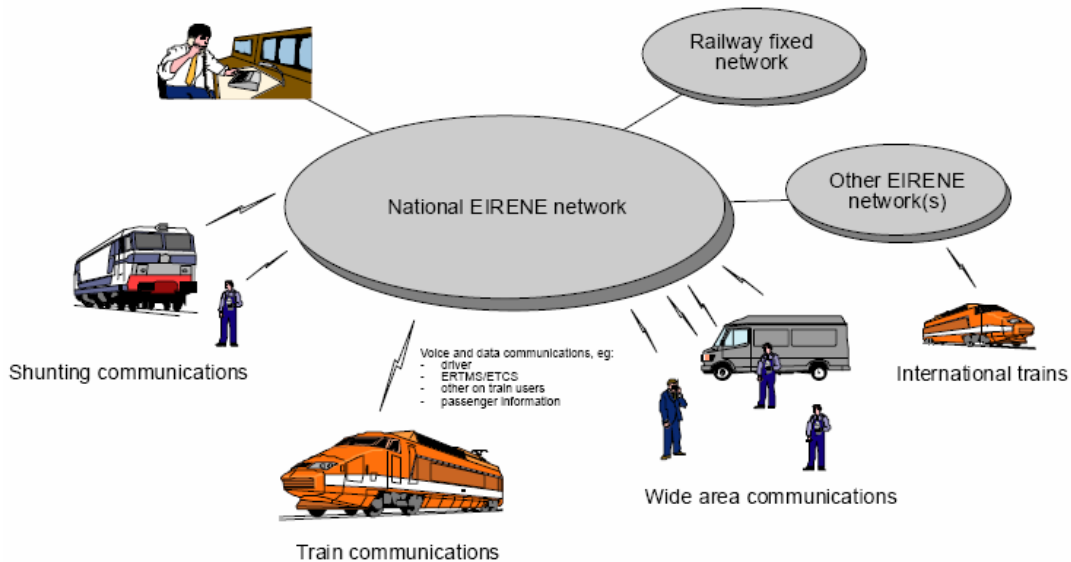 Railway fixed
network
National EIRENE network
Other EIRENE
network(s)
Shunting communications
Voice and data communications, eg:
- driver
- ERTMS/ETCS
- other on train users
- passenger information
International trains
Wide area communications
Train communications